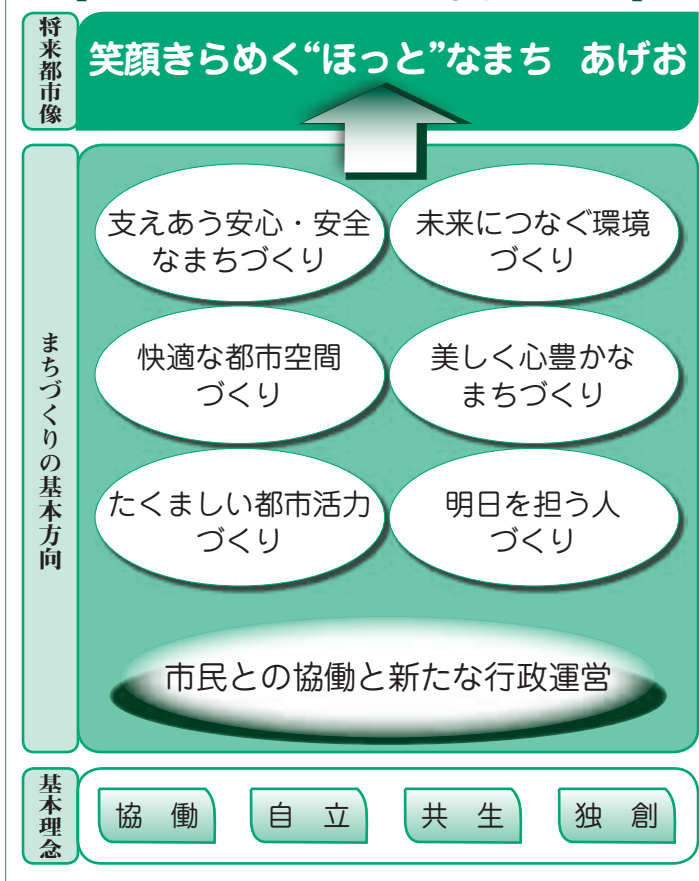 将来都市像
笑顔きらめく“ほっと”なまち あげお
まちづくりの基本方向
支えあう安心・安全
なまちづくり
未来につなぐ環境
づくり
快適な都市空間
づくり
美しく心豊かな
まちづくり
たくましい都市活力
づくり
明日を担う人
づくり
市民との協働と新たな行政運営
基本理念
協 働
自 立
共 生
独 創